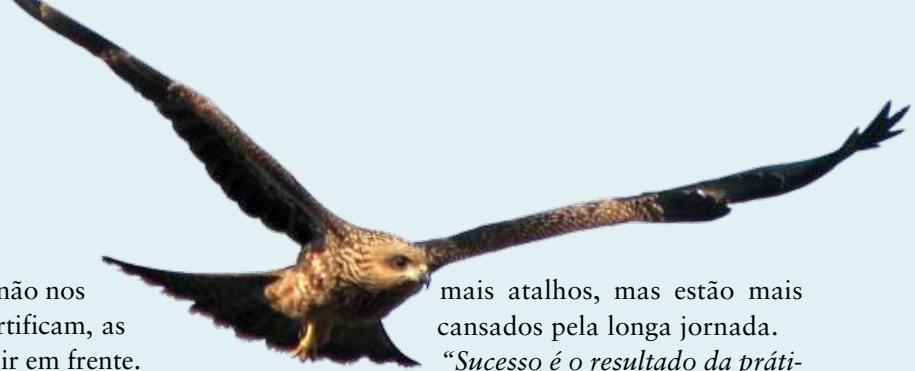 não nos
rtificam, as
ir em frente.
mais atalhos, mas estão mais
cansados pela longa jornada.
“Sucesso é o resultado da práti-